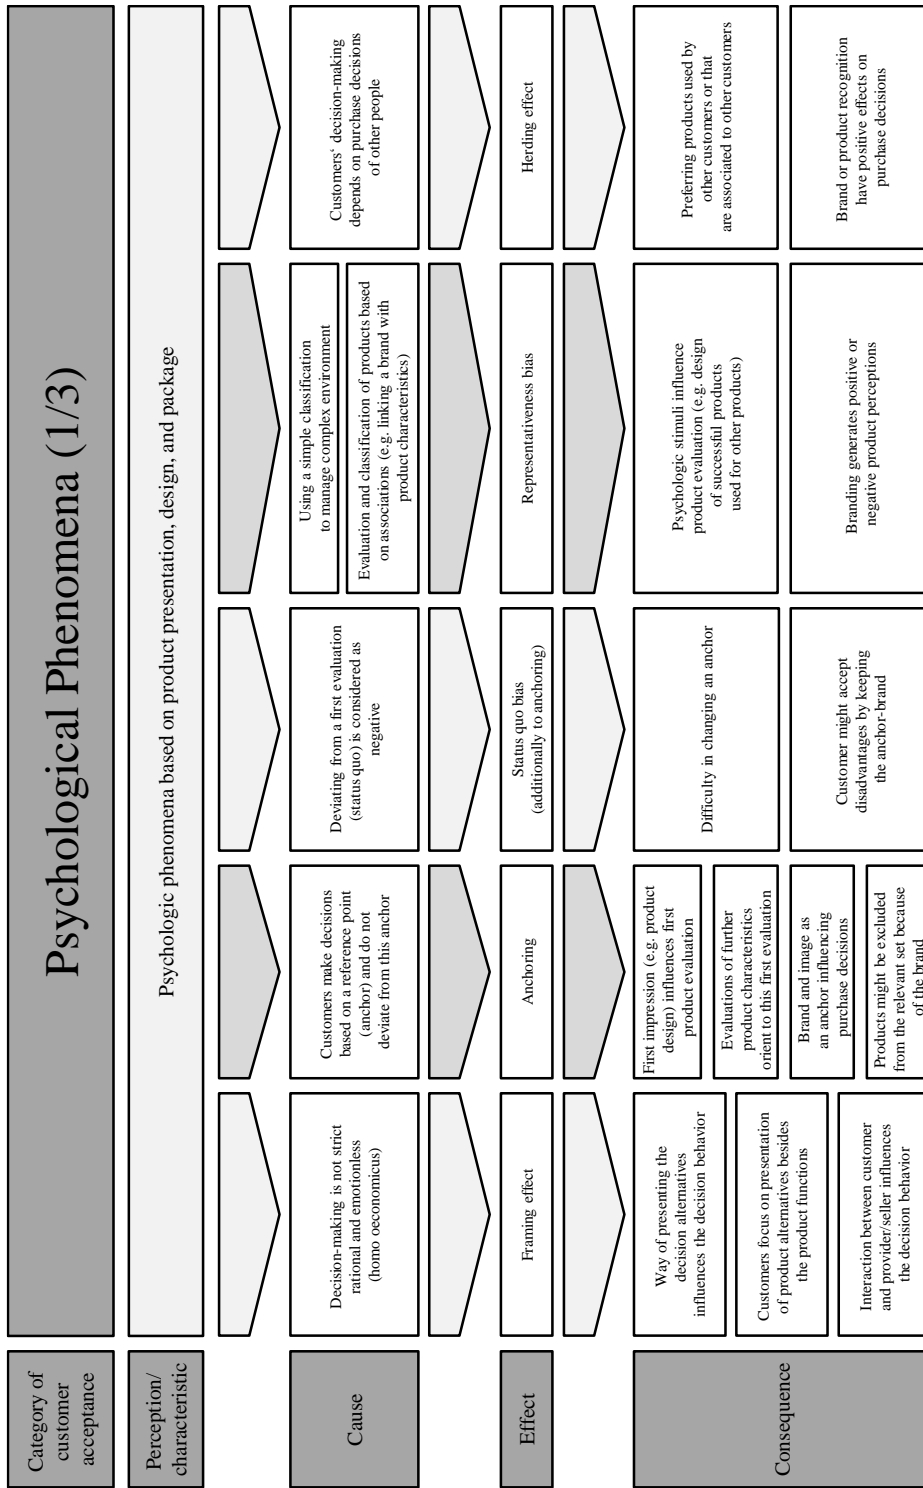 Category of
customer
acceptance
Psychological Phenomena (1/3)
Perception/
characteristic
Psychologic phenomena based on product presentation, design, and package
Cause
Decision-making is not strict
rational and emotionless
(homo oeconomicus)
Customers make decisions
based on a reference point
(anchor) and do not
deviate from this anchor
Deviating from a first evaluation
(status quo) is considered as
negative
Using a simple classification
to manage complex environment
Evaluation and classification of products based
on associations (e.g. linking a brand with
product characteristics)
Customers‘ decision-making
depends on purchase decisions
of other people
Effect
Framing effect
Anchoring
Status quo bias
(additionally to anchoring)
Representativeness bias
Herding effect
Consequence
Way of presenting the
decision alternatives
influences the decision behavior
Customers focus on presentation
of product alternatives besides
the product functions
Interaction between customer
and provider/seller influences
the decision behavior
First impression (e.g. product
design) influences first
product evaluation
Evaluations of further
product characteristics
orient to this first evaluation
Brand and image as
an anchor influencing
purchase decisions
Products might be excluded
from the relevant set because
of the brand
Difficulty in changing an anchor
Customer might accept
disadvantages by keeping
the anchor-brand
Psychologic stimuli influence
product evaluation (e.g. design
of successful products
used for other products)
Branding generates positive or
negative product perceptions
Preferring products used by
other customers or that
are associated to other customers
Brand or product recognition
have positive effects on
purchase decisions